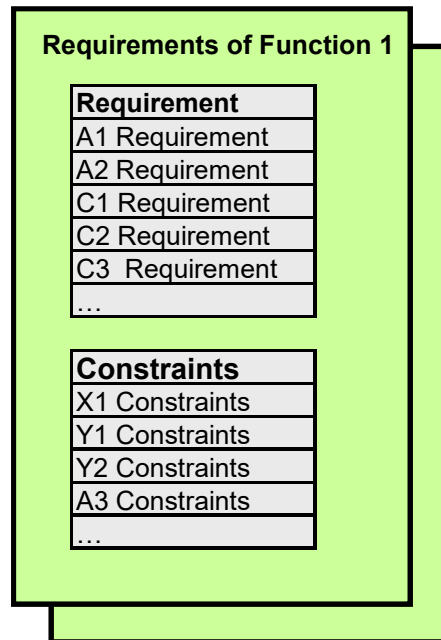 Requirements of Function 1
Requirement
A1 Requirement
A2 Requirement
C1 Requirement
C2 Requirement
C3 Requirement
…
Constraints
X1 Constraints
Y1 Constraints
Y2 Constraints
A3 Constraints
…